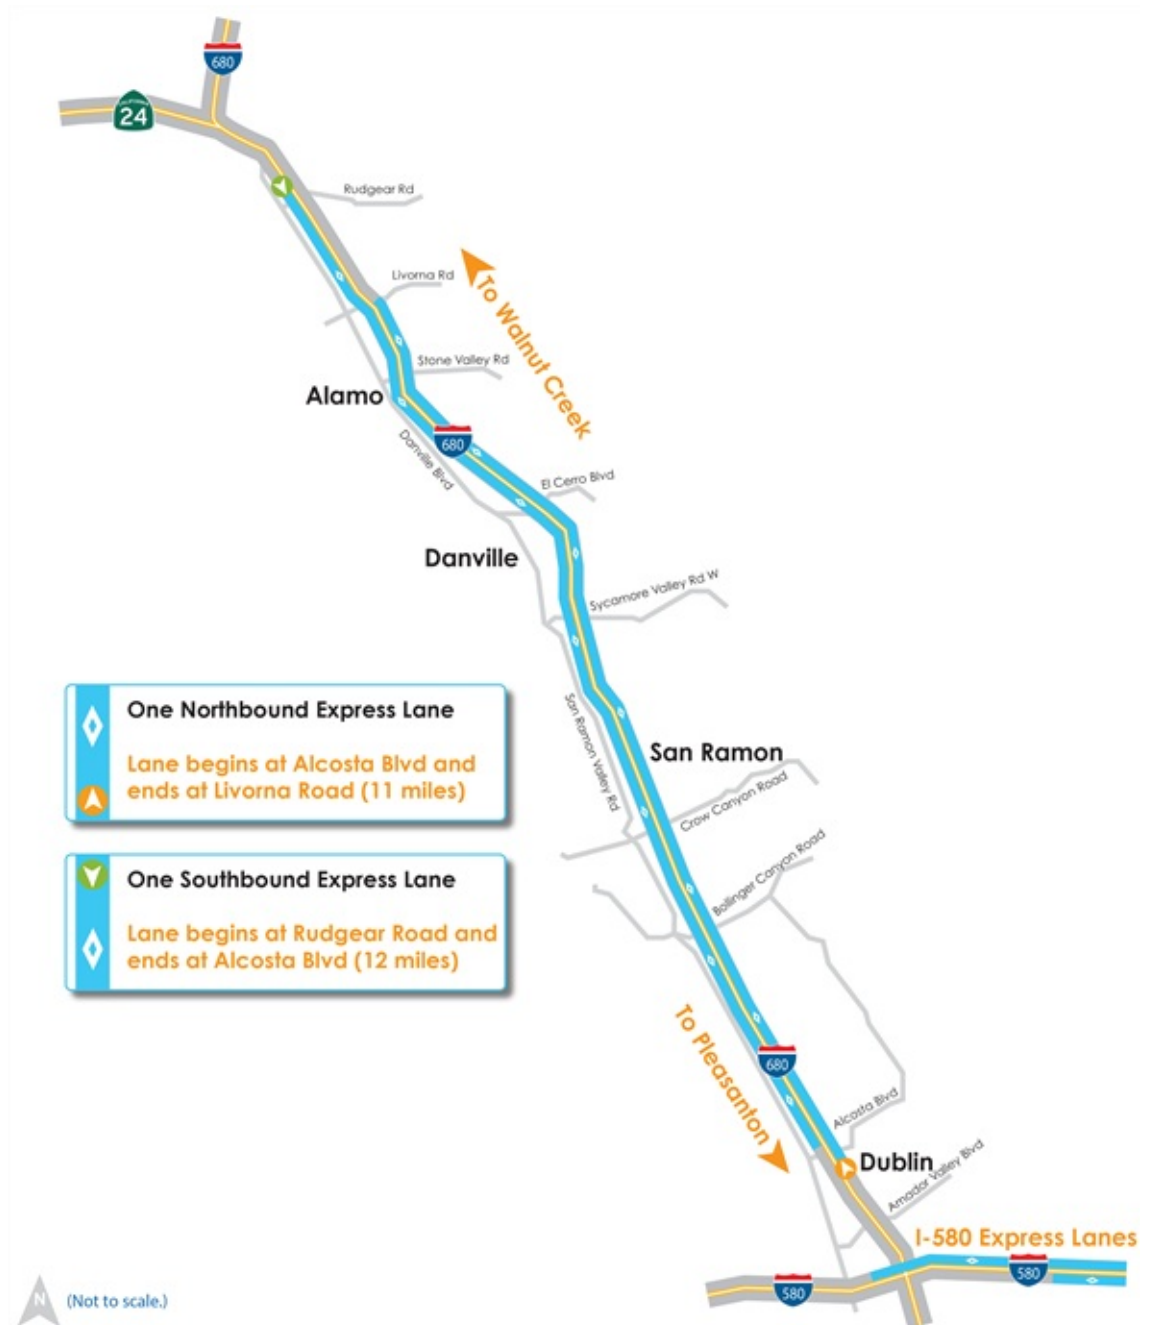 680
CALIFORNIA
24
Rudgear Rd
Livorna Rd
To Walnut Creek
Stone Valley Rd
Alamo
680
Danville Blvd
El Cerro Blvd
Danville
Sycamore Valley Rd W
One Northbound Express Lane
Lane begins at Alcosta Blvd and
ends at Livorna Road (11 miles)
San Ramon Valley Rd
San Ramon
Crow Canyon Road
Bollinger Canyon Road
One Southbound Express Lane
Lane begins at Rudgear Road and
ends at Alcosta Blvd (12 miles)
To Pleasanton
680
Alcosta Blvd
Dublin
Amador Valley Blvd
I-580 Express Lanes
580
580
N
(Not to scale.)